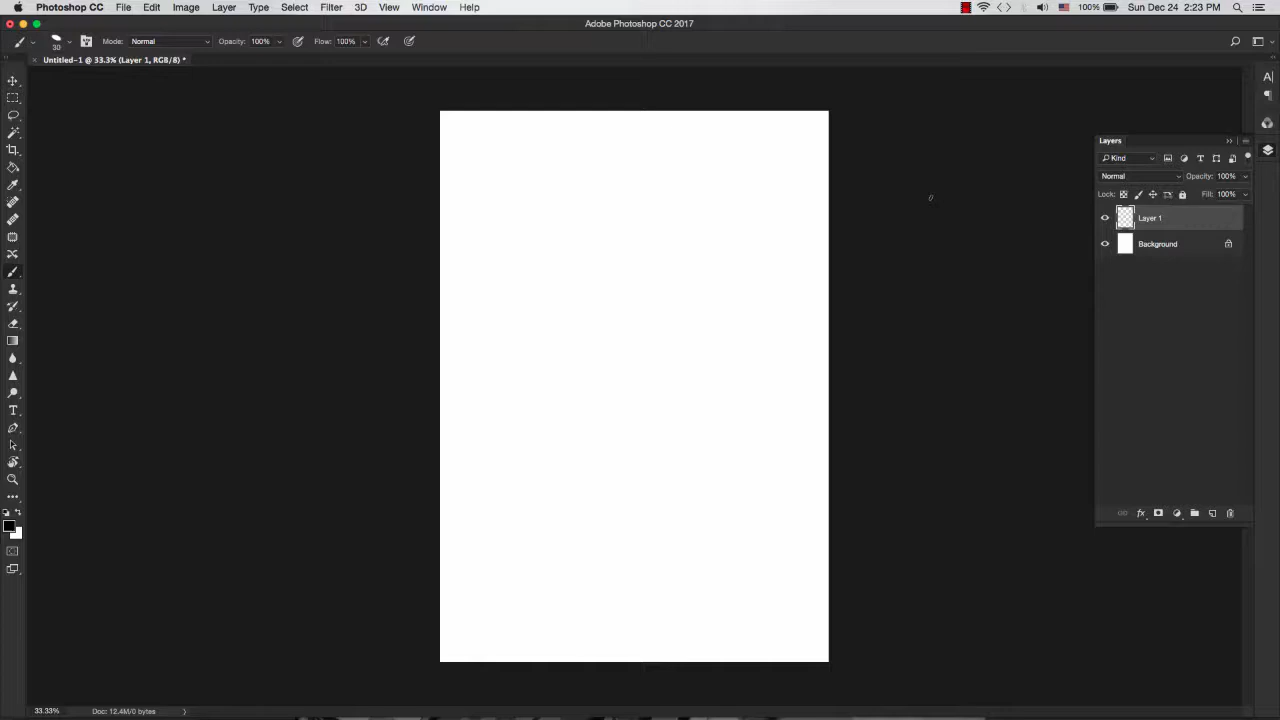 Photoshop CC File Edit Image Layer Type Select Filter 3D View Window Help 100% Sun Dec 24 2:23 PM
Adobe Photoshop CC 2017
30 Mode: Normal Opacity: 100% Flow: 100%
Untitled-1 @ 33.3% (Layer 1, RGB/8) *
Layers
Kind
Normal Opacity: 100%
Lock: Fill: 100%
Layer 1
Background
33.33% Doc: 12.4M/0 bytes